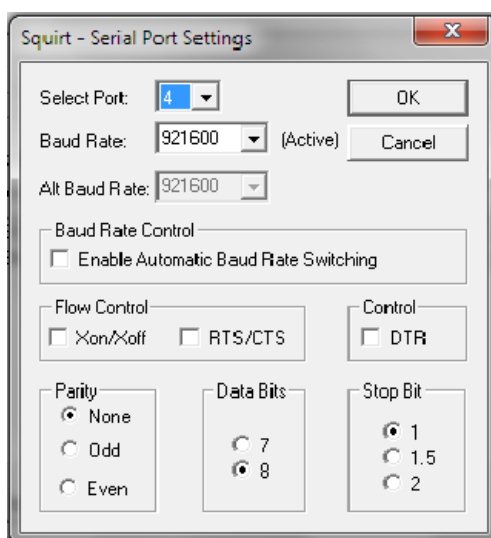 Squirt - Serial Port Settings
Select Port: 4 OK
Baud Rate: 921600 (Active) Cancel
Alt Baud Rate: 921600
Baud Rate Control
Enable Automatic Baud Rate Switching
Flow Control
Xon/Xoff RTS/CTS
Control
DTR
Parity
None
Odd
Even
Data Bits
7
8
Stop Bit
1
1.5
2